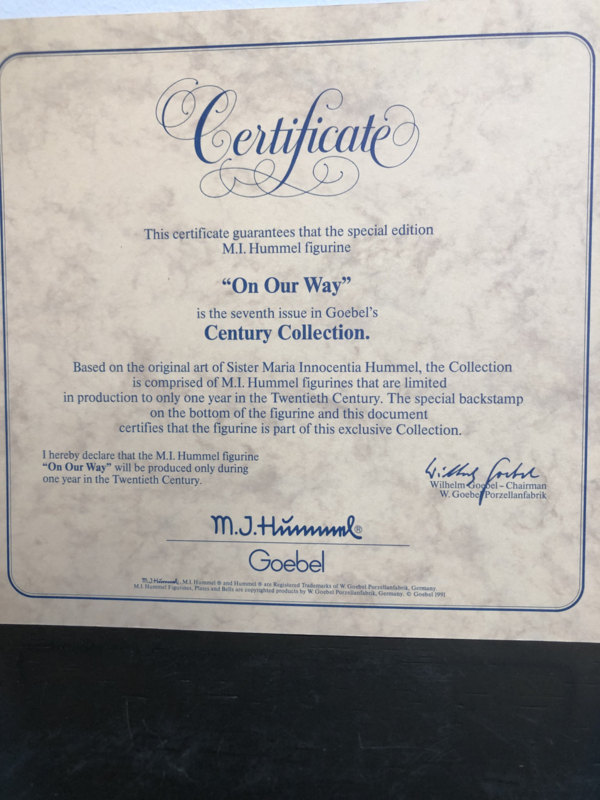 Certificate
This certificate guarantees that the special edition
M.I. Hummel figurine
“On Our Way”
is the seventh issue in Goebel's
Century Collection.
Based on the original art of Sister Maria Innocentia Hummel, the Collection
is comprised of M.I. Hummel figurines that are limited
in production to only one year in the Twentieth Century. The special backstamp
on the bottom of the figurine and this document
certifies that the figurine is part of this exclusive Collection.
I hereby declare that the M.I. Hummel figurine
“On Our Way” will be produced only during
one year in the Twentieth Century.
Wilhelm Goebel
Wilhelm Goebel – Chairman
W. Goebel Porzellanfabrik
M.J. Hummel®
Goebel
M.J. Hummel, M.I. Hummel ® and Hummel ® are Registered Trademarks of W. Goebel Porzellanfabrik, Germany.
M.I. Hummel Figurines, Plates and Bells are copyrighted products by W. Goebel Porzellanfabrik, Germany. © Goebel 1991